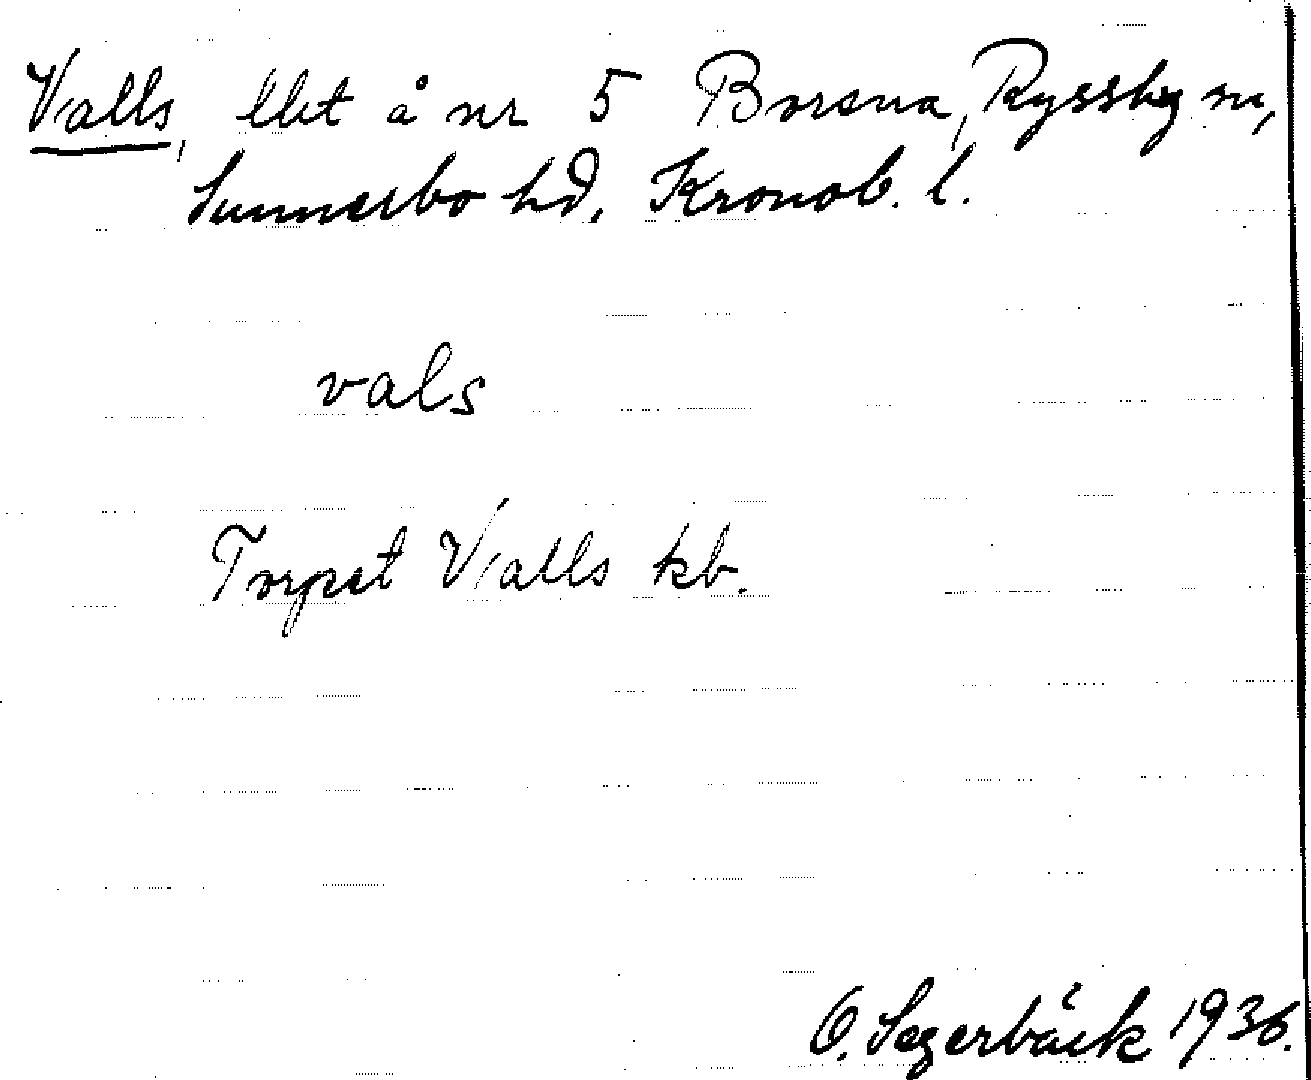 Valls, lht å nr 5 Borsna, Ryssby sn,
Sunnerbo hd, Kronob. l.
vals
Torpet Valls kb.
O. Segerbäck 1936.